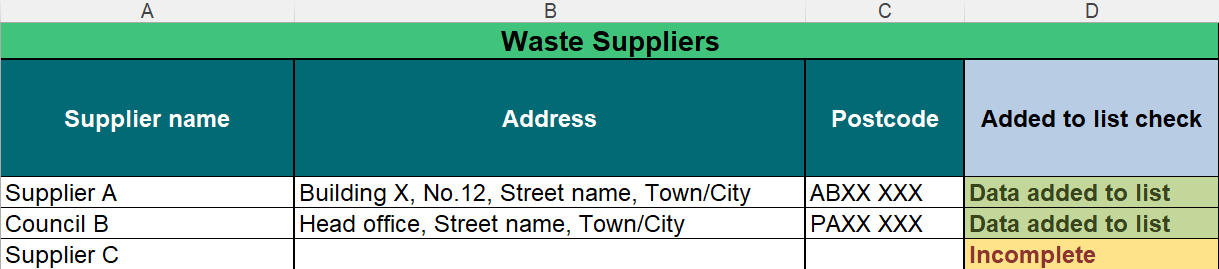 A B C D
Waste Suppliers
Supplier name Address Postcode Added to list check
Supplier A Building X, No.12, Street name, Town/City ABXX XXX Data added to list
Council B Head office, Street name, Town/City PAXX XXX Data added to list
Supplier C Incomplete